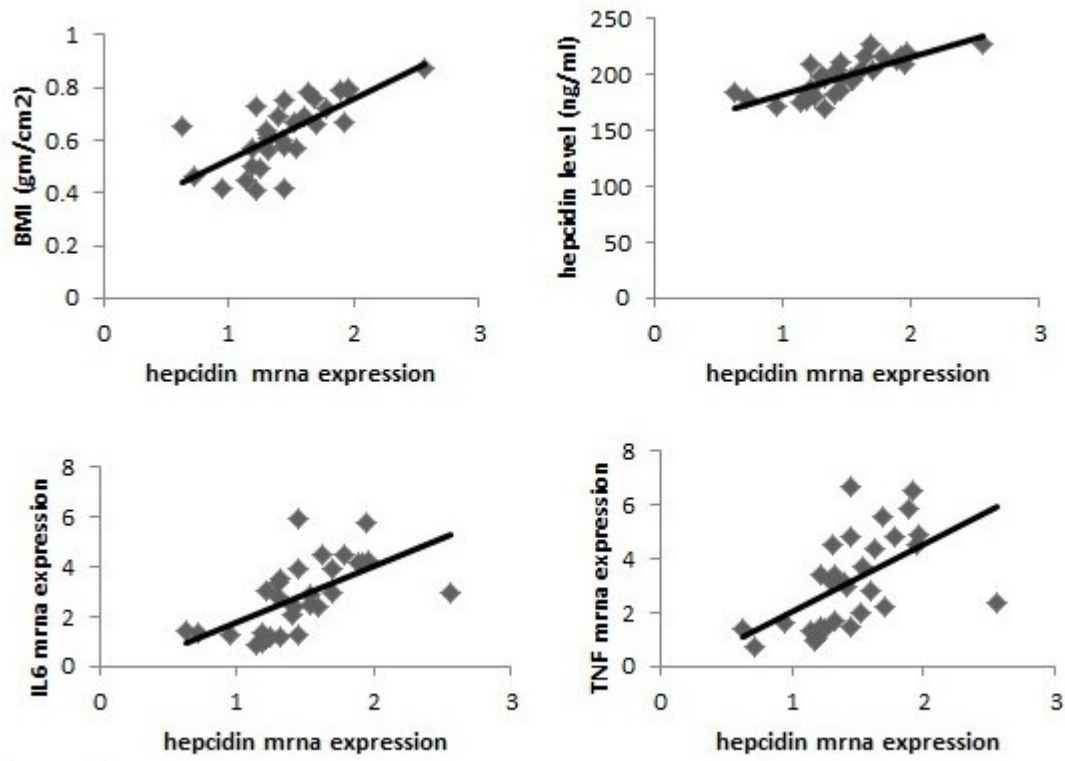 BMI (gm/cm2)
1
0.8
0.6
0.4
0.2
0
0 1 2 3
hepcidin mrna expression
hepcidin level (ng/ml)
250
200
150
100
50
0
0 1 2 3
hepcidin mrna expression
IL6 mrna expression
8
6
4
2
0
0 1 2 3
hepcidin mrna expression
TNF mrna expression
8
6
4
2
0
0 1 2 3
hepcidin mrna expression